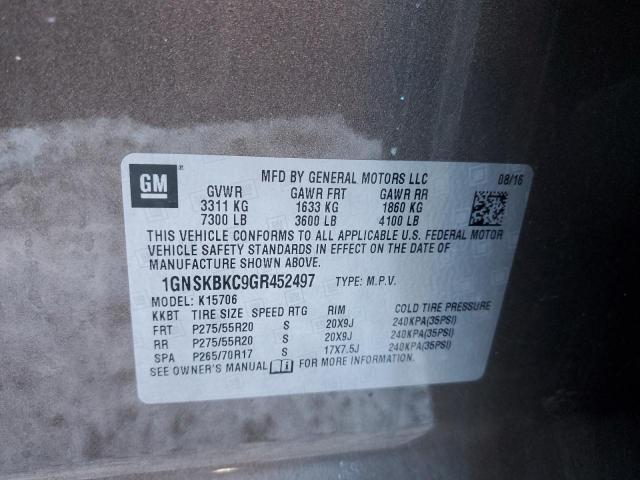 GM
MFD BY GENERAL MOTORS LLC 08/16
GVWR GAWR FRT GAWR RR
3311 KG 1633 KG 1860 KG
7300 LB 3600 LB 4100 LB
THIS VEHICLE CONFORMS TO ALL APPLICABLE U.S. FEDERAL MOTOR
VEHICLE SAFETY STANDARDS IN EFFECT ON THE DATE OF
MANUFACTURE SHOWN ABOVE.
1GNSKBKC9GR452497 TYPE: M.P.V.
MODEL: K15706
KKBT TIRE SIZE SPEED RTG RIM COLD TIRE PRESSURE
FRT P275/55R20 S 20X9J 240KPA(35PSI)
RR P275/55R20 S 20X9J 240KPA(35PSI)
SPA P265/70R17 S 17X7.5J 240KPA(35PSI)
SEE OWNER'S MANUAL FOR MORE INFORMATION.